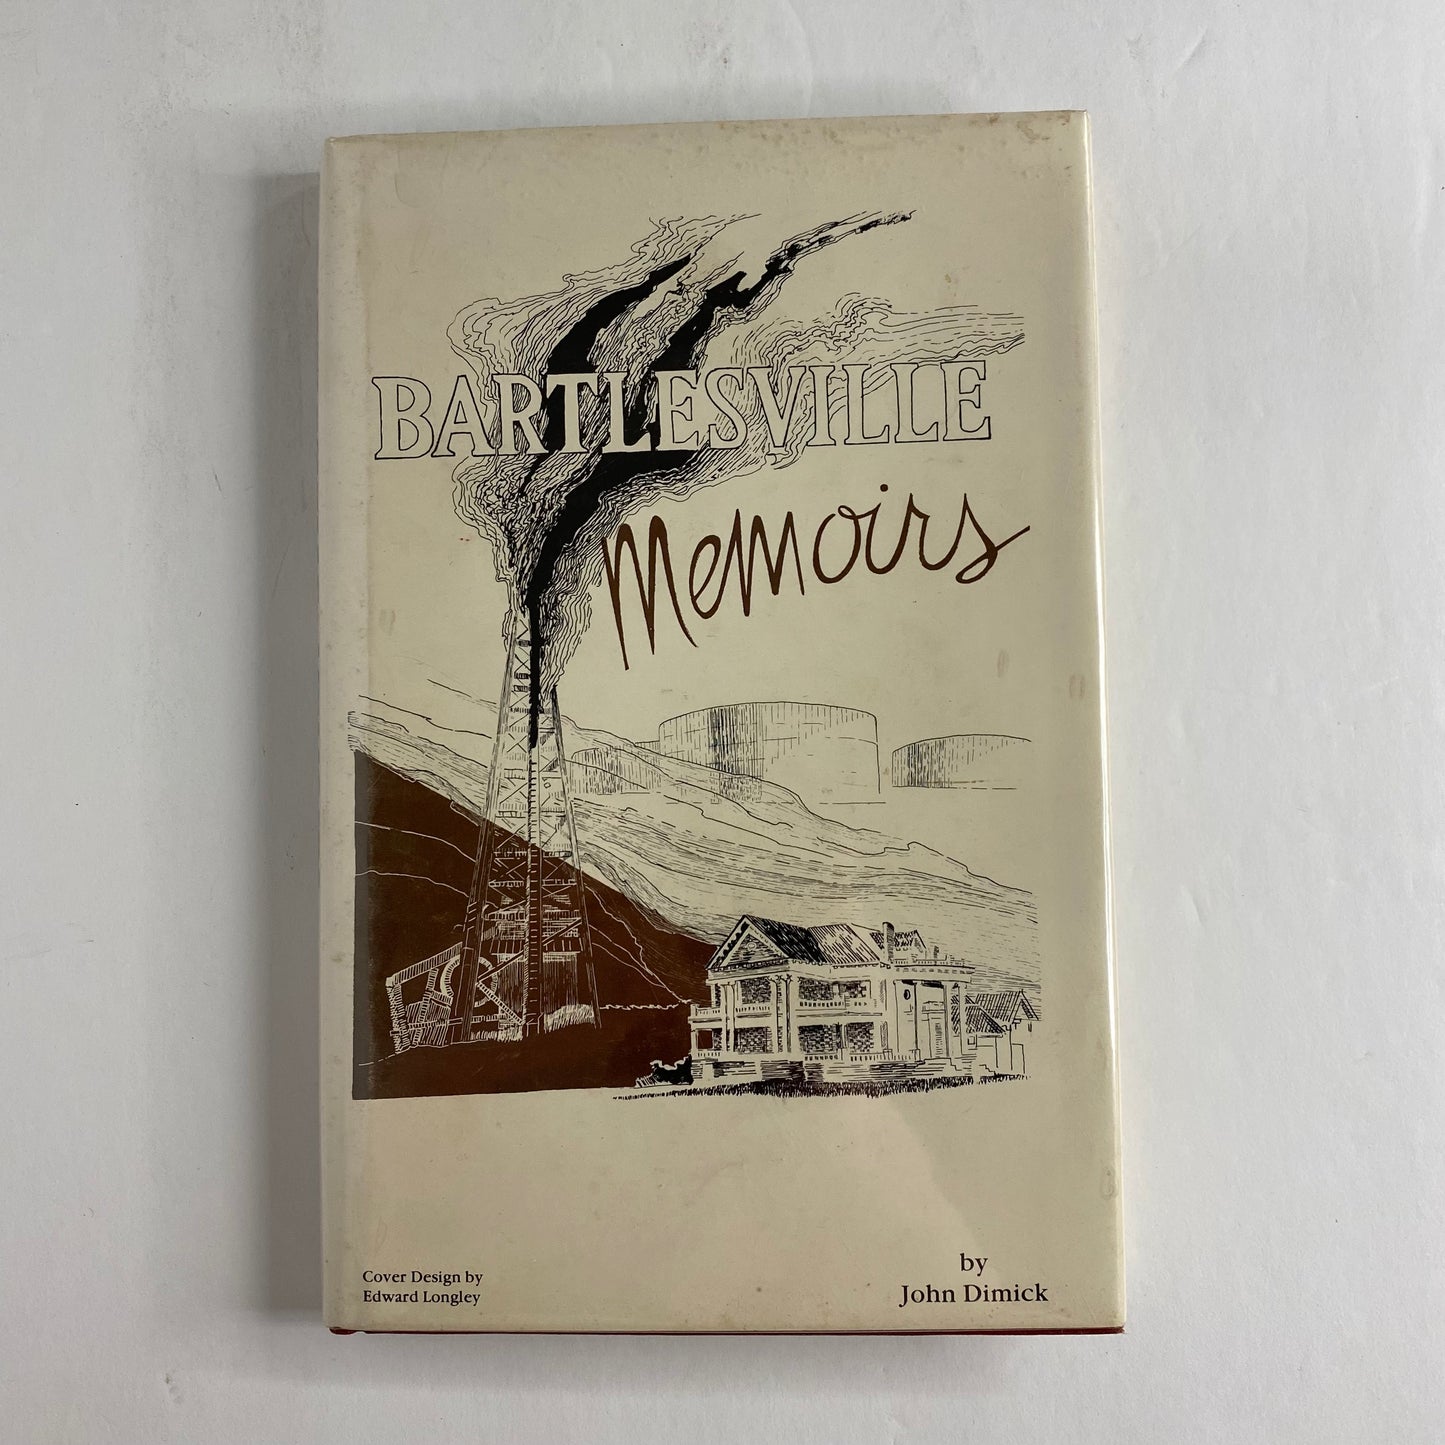 BARTLESVILLE
Memoirs
Cover Design by
Edward Longley
by
John Dimick